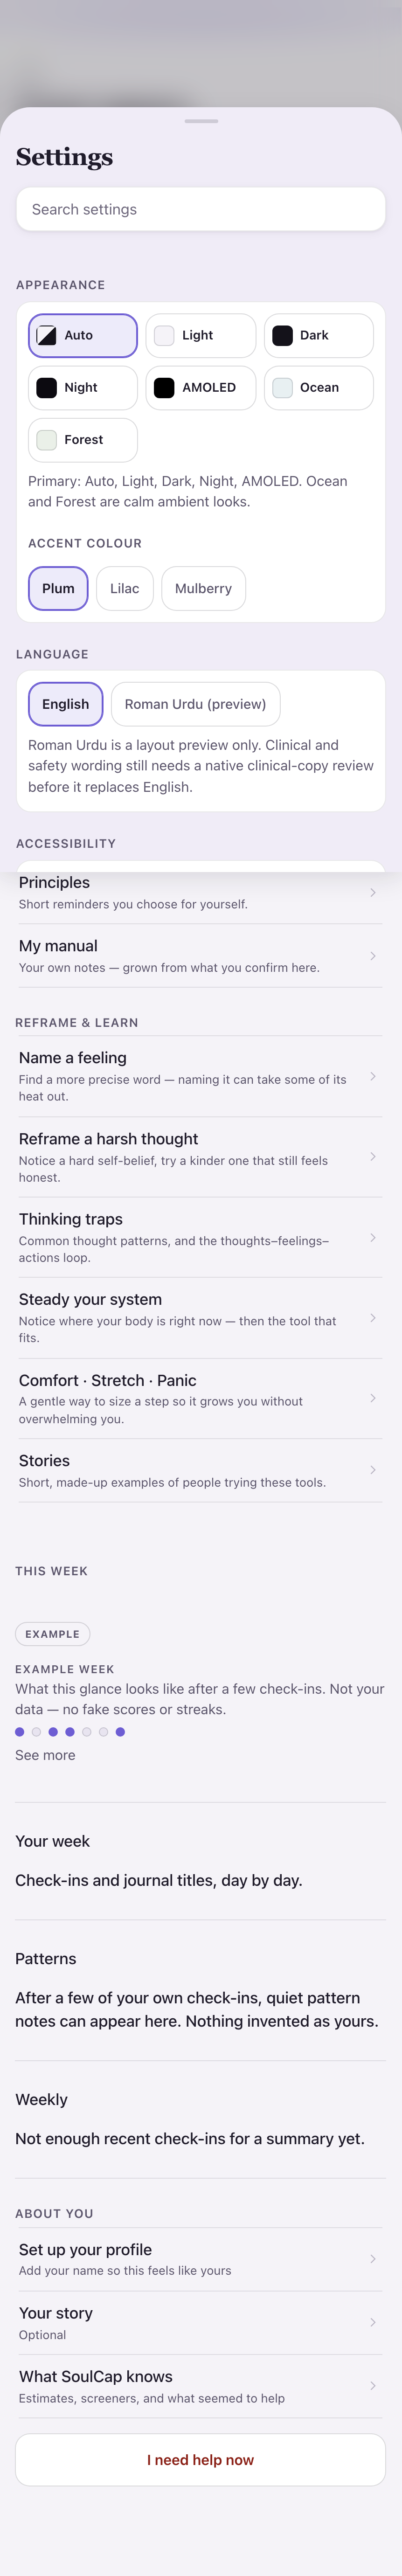 Settings
Search settings
APPEARANCE
Auto
Light
Dark
Night
AMOLED
Ocean
Forest
Primary: Auto, Light, Dark, Night, AMOLED. Ocean
and Forest are calm ambient looks.
ACCENT COLOUR
Plum
Lilac
Mulberry
LANGUAGE
English
Roman Urdu (preview)
Roman Urdu is a layout preview only. Clinical and
safety wording still needs a native clinical-copy review
before it replaces English.
ACCESSIBILITY
Principles
Short reminders you choose for yourself.
My manual
Your own notes — grown from what you confirm here.
REFRAME & LEARN
Name a feeling
Find a more precise word — naming it can take some of its
heat out.
Reframe a harsh thought
Notice a hard self-belief, try a kinder one that still feels
honest.
Thinking traps
Common thought patterns, and the thoughts–feelings–
actions loop.
Steady your system
Notice where your body is right now — then the tool that
fits.
Comfort · Stretch · Panic
A gentle way to size a step so it grows you without
overwhelming you.
Stories
Short, made-up examples of people trying these tools.
THIS WEEK
EXAMPLE
EXAMPLE WEEK
What this glance looks like after a few check-ins. Not your
data — no fake scores or streaks.
See more
Your week
Check-ins and journal titles, day by day.
Patterns
After a few of your own check-ins, quiet pattern
notes can appear here. Nothing invented as yours.
Weekly
Not enough recent check-ins for a summary yet.
ABOUT YOU
Set up your profile
Add your name so this feels like yours
Your story
Optional
What SoulCap knows
Estimates, screeners, and what seemed to help
I need help now